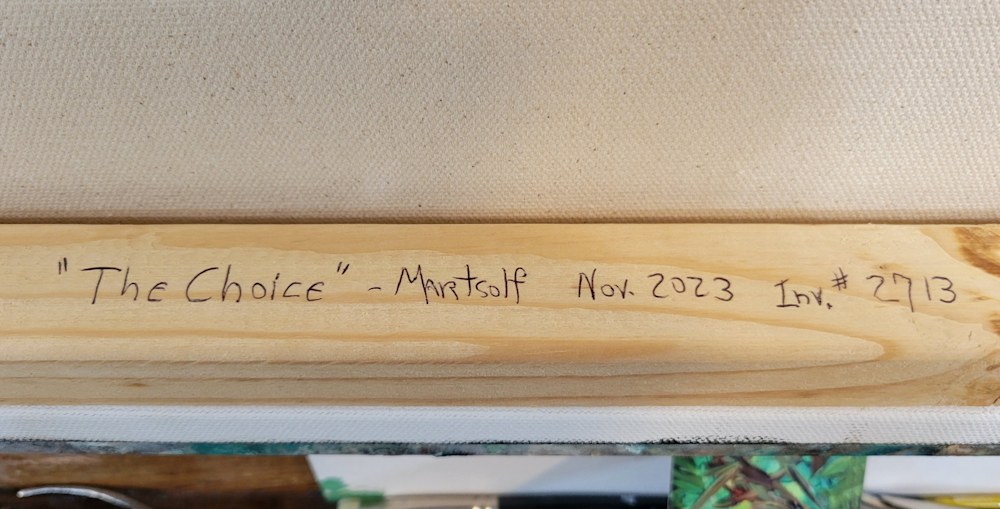 "The Choice" - Martsolf Nov. 2023 Inv.# 2713